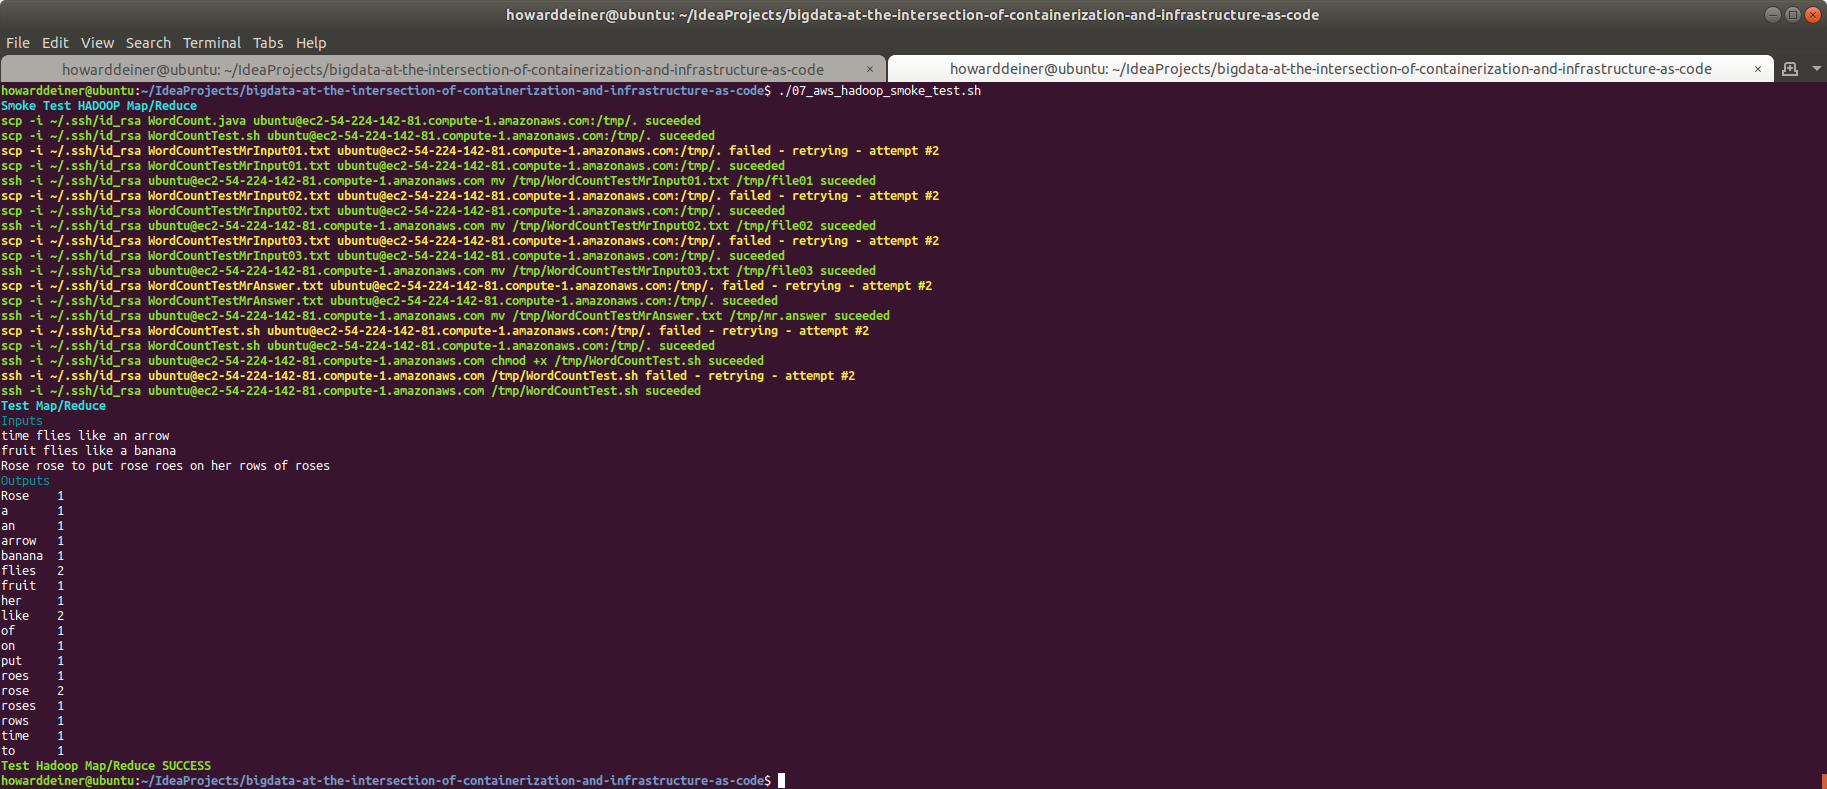 howarddeiner@ubuntu: ~/IdeaProjects/bigdata-at-the-intersection-of-containerization-and-infrastructure-as-code
File Edit View Search Terminal Tabs Help
howarddeiner@ubuntu: ~/IdeaProjects/bigdata-at-the-intersection-of-containerization-and-infrastructure-as-code × howarddeiner@ubuntu: ~/IdeaProjects/bigdata-at-the-intersection-of-containerization-and-infrastructure-as-code ×
howarddeiner@ubuntu:~/IdeaProjects/bigdata-at-the-intersection-of-containerization-and-infrastructure-as-code$ ./07_aws_hadoop_smoke_test.sh
Smoke Test HADOOP Map/Reduce
scp -i ~/.ssh/id_rsa WordCount.java ubuntu@ec2-54-224-142-81.compute-1.amazonaws.com:/tmp/. suceeded
scp -i ~/.ssh/id_rsa WordCountTest.sh ubuntu@ec2-54-224-142-81.compute-1.amazonaws.com:/tmp/. suceeded
scp -i ~/.ssh/id_rsa WordCountTestMrInput01.txt ubuntu@ec2-54-224-142-81.compute-1.amazonaws.com:/tmp/. failed - retrying - attempt #2
scp -i ~/.ssh/id_rsa WordCountTestMrInput01.txt ubuntu@ec2-54-224-142-81.compute-1.amazonaws.com:/tmp/. suceeded
ssh -i ~/.ssh/id_rsa ubuntu@ec2-54-224-142-81.compute-1.amazonaws.com mv /tmp/WordCountTestMrInput01.txt /tmp/file01 suceeded
scp -i ~/.ssh/id_rsa WordCountTestMrInput02.txt ubuntu@ec2-54-224-142-81.compute-1.amazonaws.com:/tmp/. failed - retrying - attempt #2
scp -i ~/.ssh/id_rsa WordCountTestMrInput02.txt ubuntu@ec2-54-224-142-81.compute-1.amazonaws.com:/tmp/. suceeded
ssh -i ~/.ssh/id_rsa ubuntu@ec2-54-224-142-81.compute-1.amazonaws.com mv /tmp/WordCountTestMrInput02.txt /tmp/file02 suceeded
scp -i ~/.ssh/id_rsa WordCountTestMrInput03.txt ubuntu@ec2-54-224-142-81.compute-1.amazonaws.com:/tmp/. failed - retrying - attempt #2
scp -i ~/.ssh/id_rsa WordCountTestMrInput03.txt ubuntu@ec2-54-224-142-81.compute-1.amazonaws.com:/tmp/. suceeded
ssh -i ~/.ssh/id_rsa ubuntu@ec2-54-224-142-81.compute-1.amazonaws.com mv /tmp/WordCountTestMrInput03.txt /tmp/file03 suceeded
scp -i ~/.ssh/id_rsa WordCountTestMrAnswer.txt ubuntu@ec2-54-224-142-81.compute-1.amazonaws.com:/tmp/. failed - retrying - attempt #2
scp -i ~/.ssh/id_rsa WordCountTestMrAnswer.txt ubuntu@ec2-54-224-142-81.compute-1.amazonaws.com:/tmp/. suceeded
ssh -i ~/.ssh/id_rsa ubuntu@ec2-54-224-142-81.compute-1.amazonaws.com mv /tmp/WordCountTestMrAnswer.txt /tmp/mr.answer suceeded
scp -i ~/.ssh/id_rsa WordCountTest.sh ubuntu@ec2-54-224-142-81.compute-1.amazonaws.com:/tmp/. failed - retrying - attempt #2
scp -i ~/.ssh/id_rsa WordCountTest.sh ubuntu@ec2-54-224-142-81.compute-1.amazonaws.com:/tmp/. suceeded
ssh -i ~/.ssh/id_rsa ubuntu@ec2-54-224-142-81.compute-1.amazonaws.com chmod +x /tmp/WordCountTest.sh suceeded
ssh -i ~/.ssh/id_rsa ubuntu@ec2-54-224-142-81.compute-1.amazonaws.com /tmp/WordCountTest.sh failed - retrying - attempt #2
ssh -i ~/.ssh/id_rsa ubuntu@ec2-54-224-142-81.compute-1.amazonaws.com /tmp/WordCountTest.sh suceeded
Test Map/Reduce
Inputs
time flies like an arrow
fruit flies like a banana
Rose rose to put rose roes on her rows of roses
Outputs
Rose 1
a 1
an 1
arrow 1
banana 1
flies 2
fruit 1
her 1
like 2
of 1
on 1
put 1
roes 1
rose 2
roses 1
rows 1
time 1
to 1
Test Hadoop Map/Reduce SUCCESS
howarddeiner@ubuntu:~/IdeaProjects/bigdata-at-the-intersection-of-containerization-and-infrastructure-as-code$